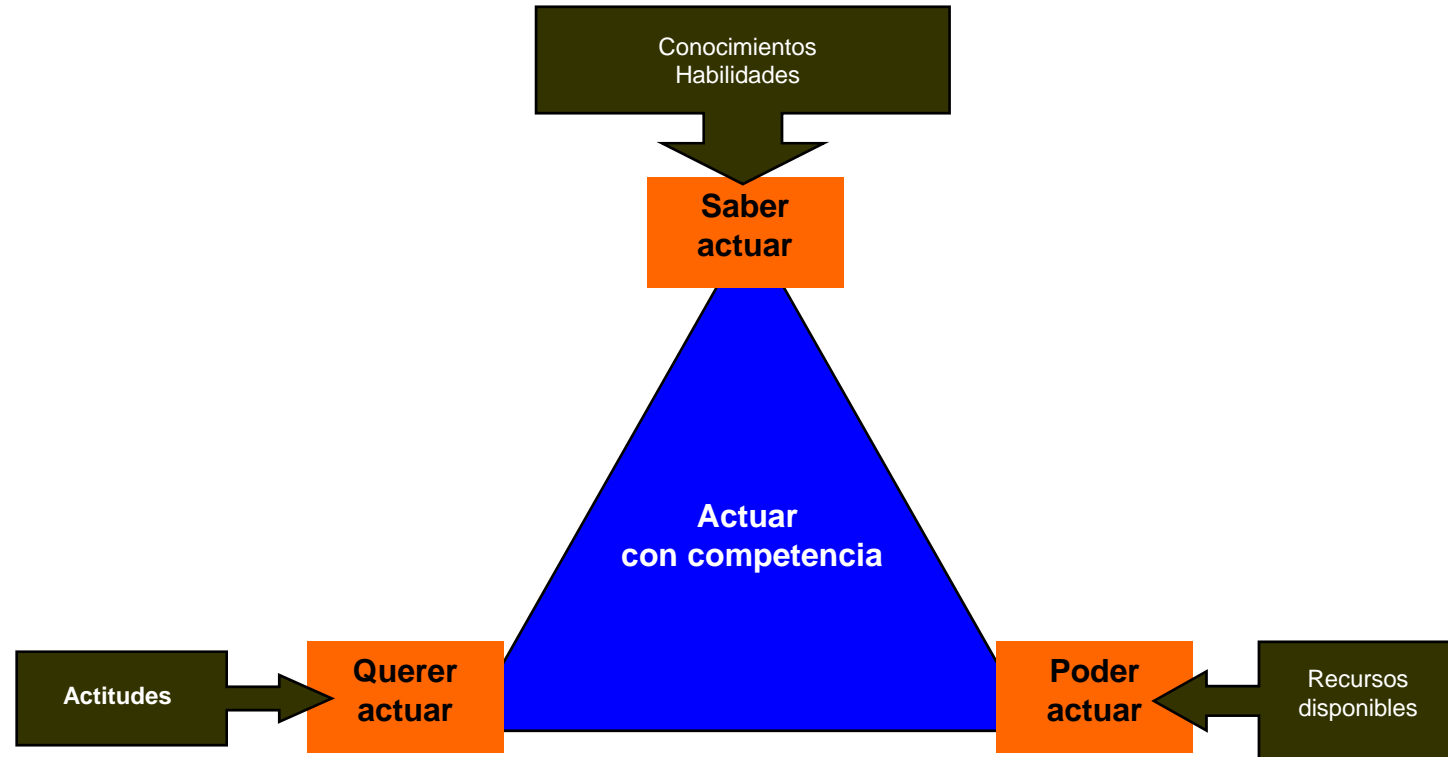 Conocimientos
Habilidades
Saber
actuar
Actuar
con competencia
Actitudes
Querer
actuar
Poder
actuar
Recursos
disponibles